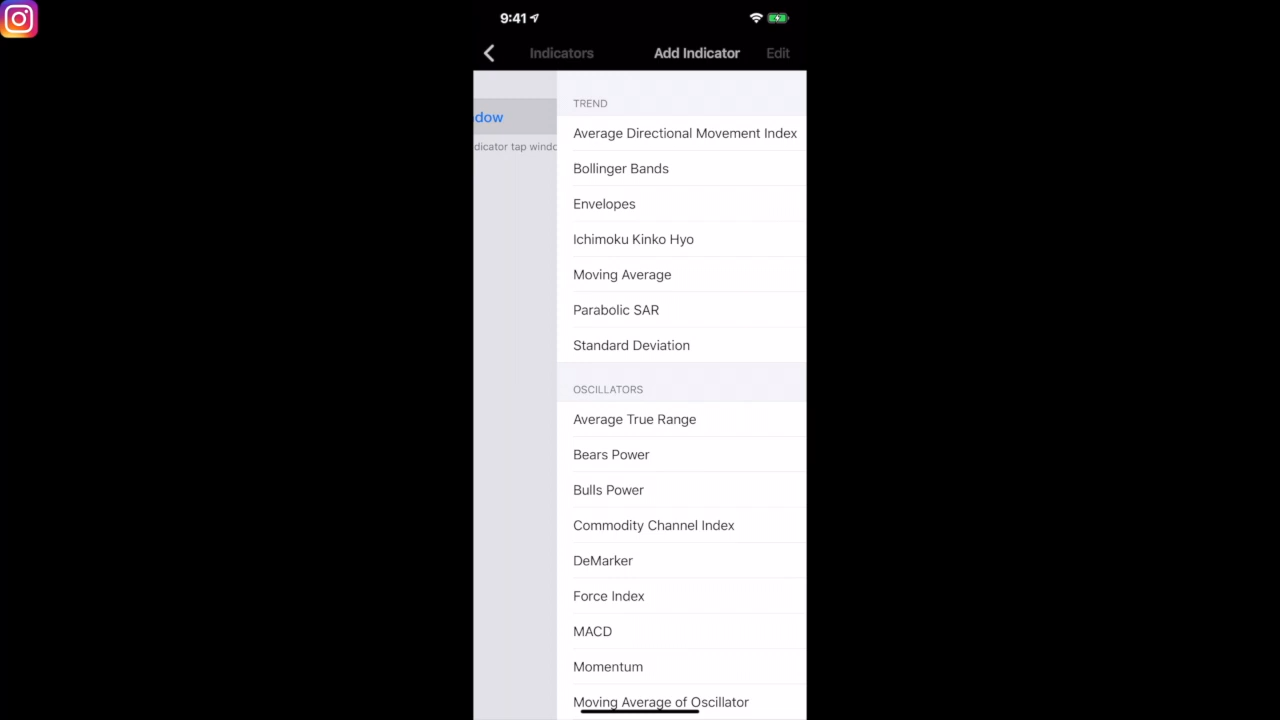 9:41
Indicators
Add Indicator
Edit
dow
dicator tap windo
TREND
Average Directional Movement Index
Bollinger Bands
Envelopes
Ichimoku Kinko Hyo
Moving Average
Parabolic SAR
Standard Deviation
OSCILLATORS
Average True Range
Bears Power
Bulls Power
Commodity Channel Index
DeMarker
Force Index
MACD
Momentum
Moving Average of Oscillator